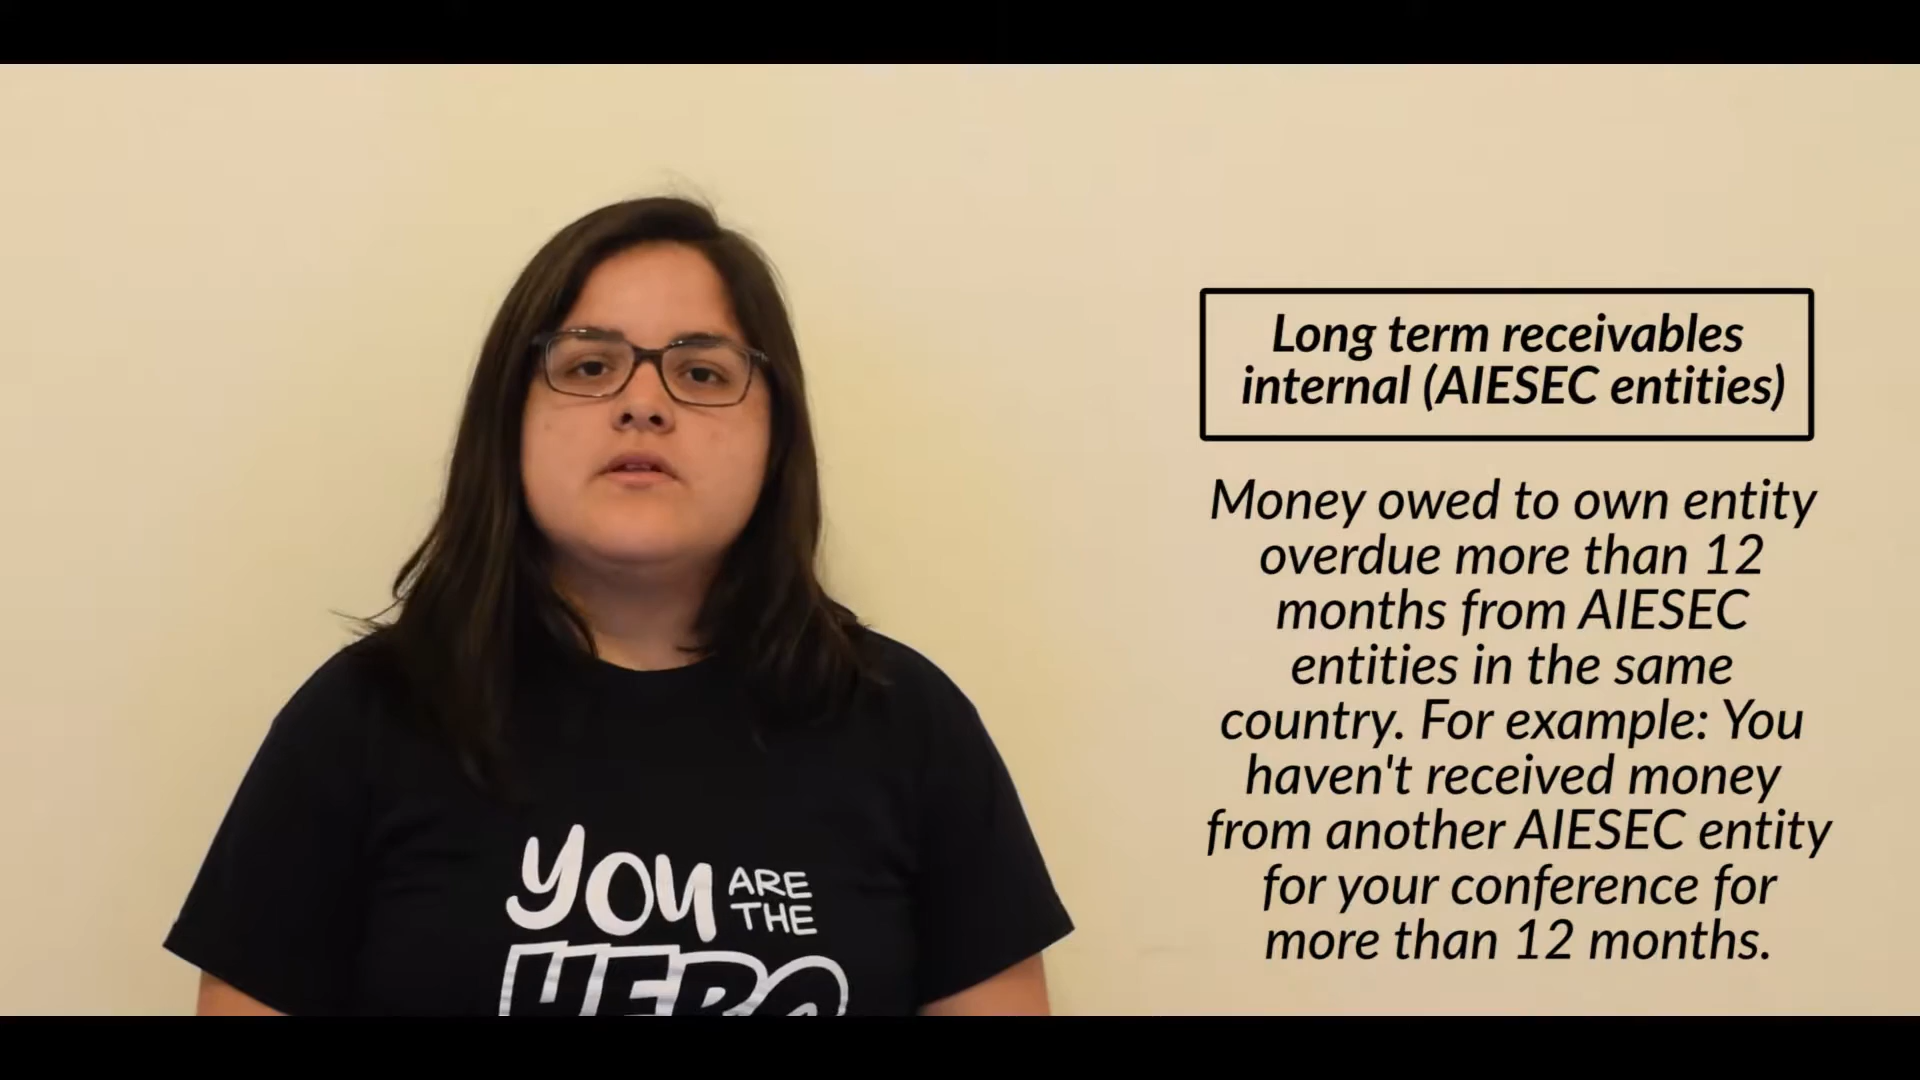 Long term receivables
internal (AIESEC entities)
Money owed to own entity
overdue more than 12
months from AIESEC
entities in the same
country. For example: You
haven't received money
from another AIESEC entity
for your conference for
more than 12 months.
YOU ARE
THE
HERO